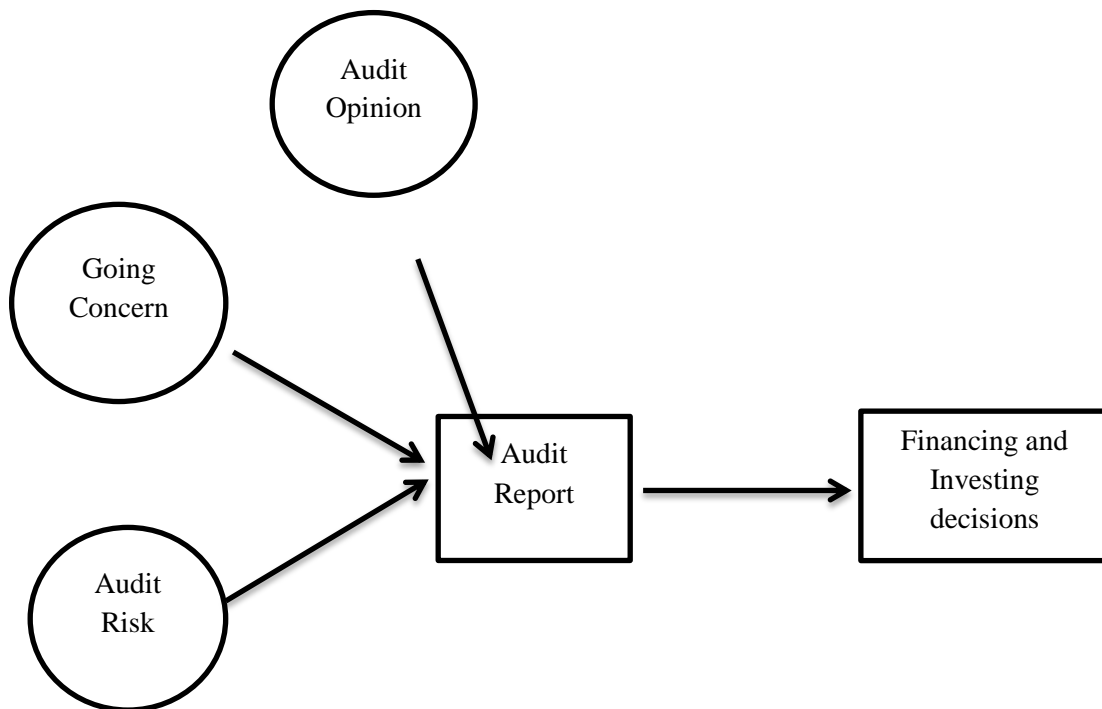 Audit
Opinion
Going
Concern
Audit
Report
Financing and
Investing
decisions
Audit
Risk